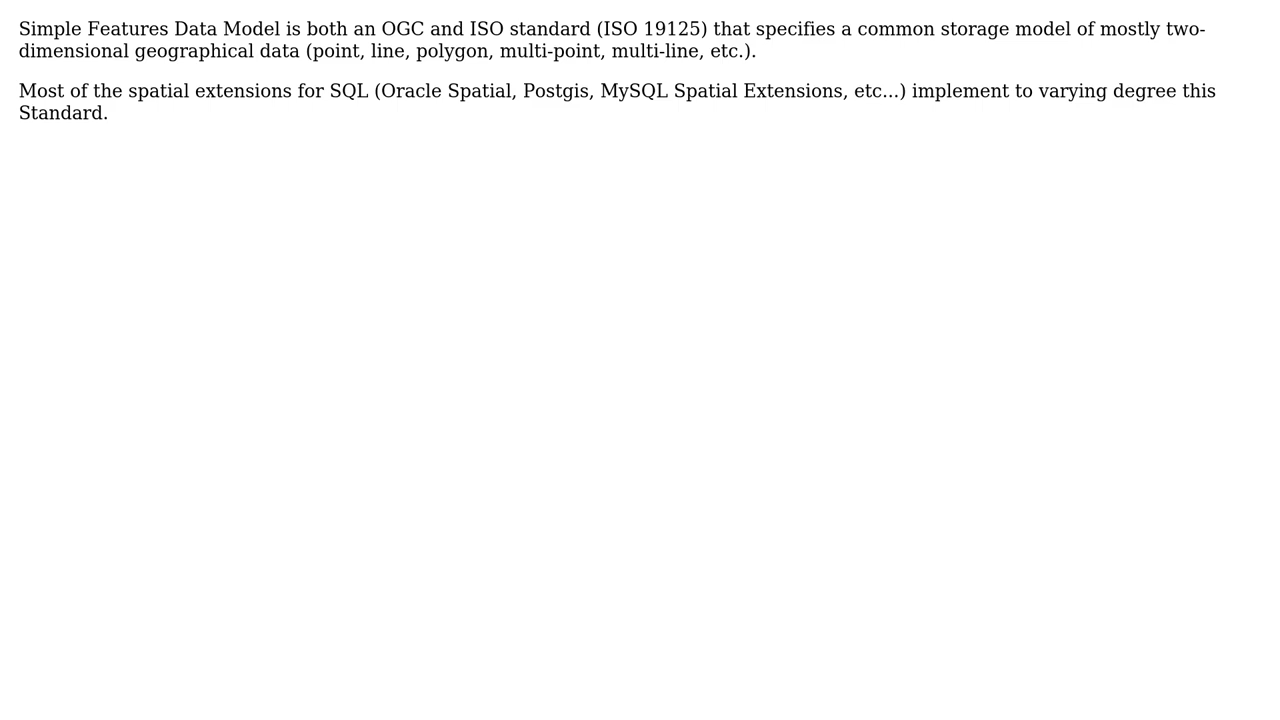 Simple Features Data Model is both an OGC and ISO standard (ISO 19125) that specifies a common storage model of mostly two-
dimensional geographical data (point, line, polygon, multi-point, multi-line, etc.).
Most of the spatial extensions for SQL (Oracle Spatial, Postgis, MySQL Spatial Extensions, etc...) implement to varying degree this
Standard.